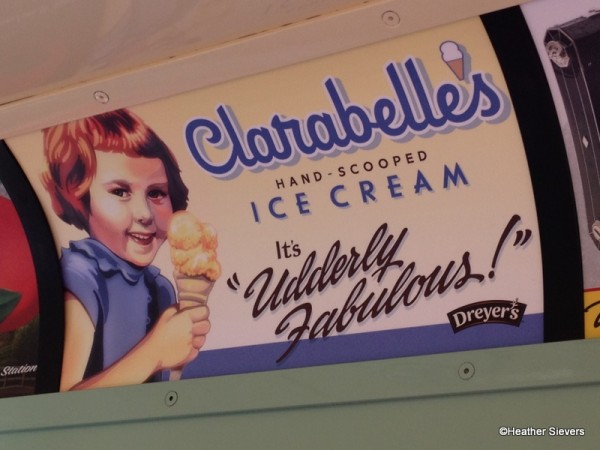 Clarabelle's
HAND-SCOOPED
ICE CREAM
It's
"Udderly
Fabulous!"
Dreyer's
Station
©Heather Sievers